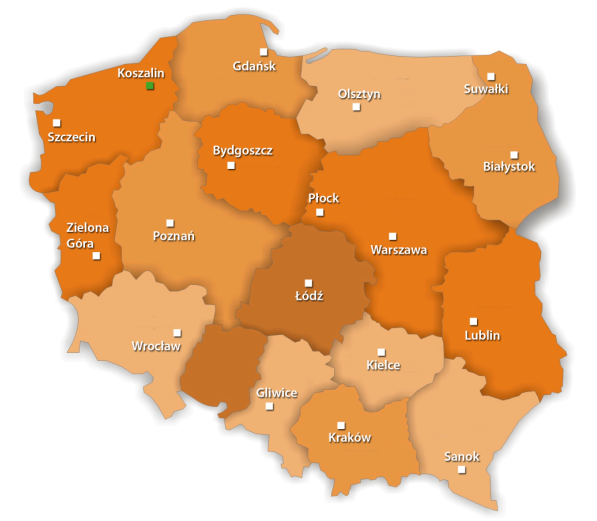 Gdańsk
Koszalin
Suwałki
Olsztyn
Szczecin
Bydgoszcz
Białystok
Płock
Zielona
Góra
Poznań
Warszawa
Łódź
Lublin
Wrocław
Kielce
Gliwice
Kraków
Sanok